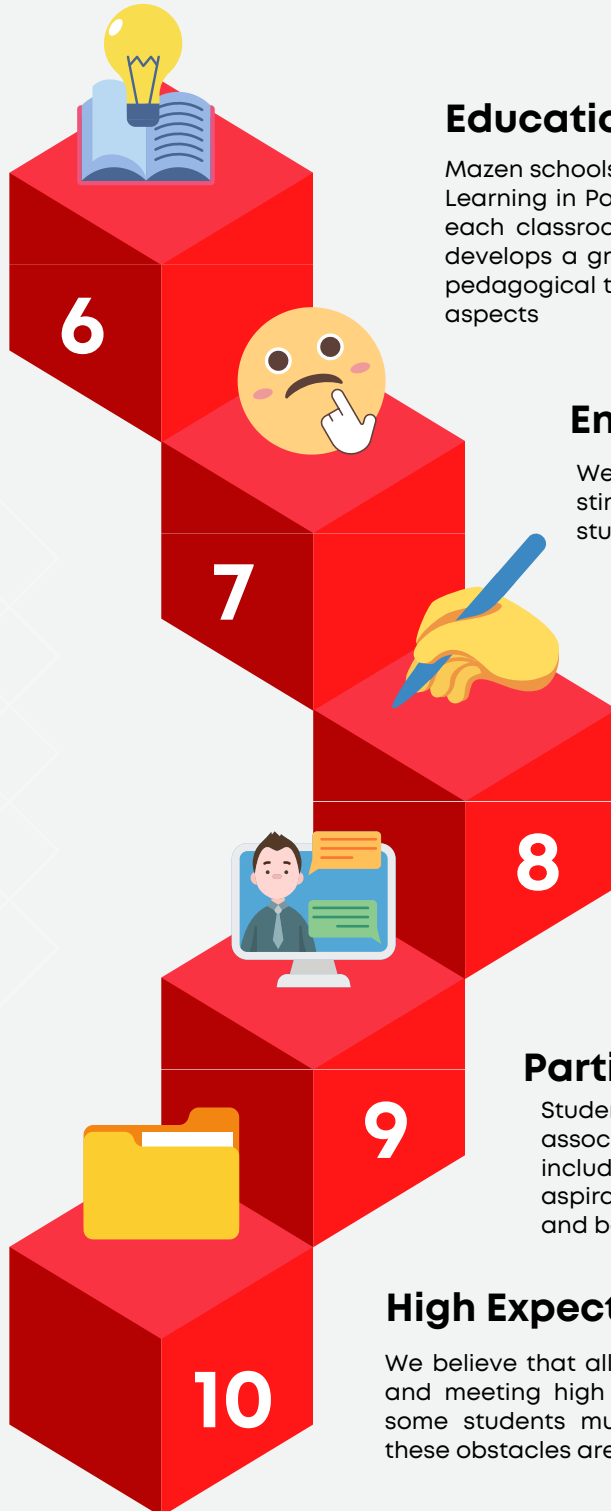 Educatio
Mazen schools
Learning in Po
each classroo
develops a gr
pedagogical t
aspects
6
En
We
stin
stu
7
8
Parti
Studen
assoc
includ
aspira
and b
9
High Expect
We believe that all
and meeting high
some students mu
these obstacles are
10